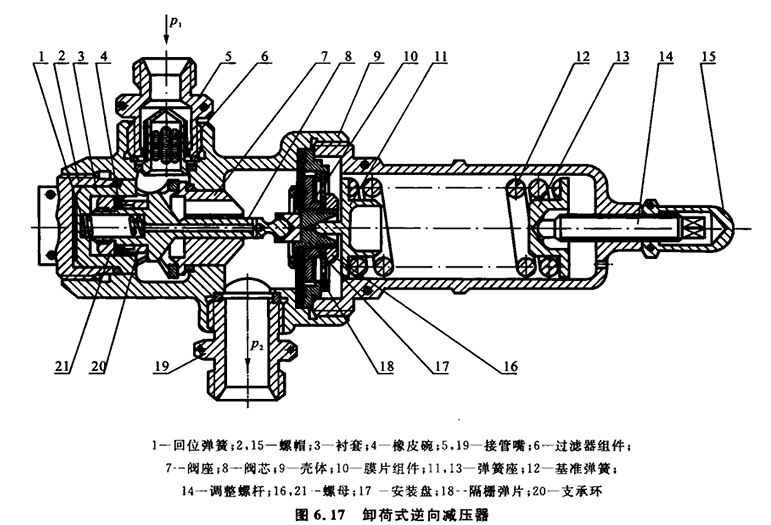 p₁
1 2 3 4 5 6 7 8 9 10 11 12 13 14 15
p₂
21 20 19 18 17 16
1—回位弹簧;2,15—螺帽;3—衬套;4—橡皮碗;5,19—接管嘴;6—过滤器组件;
7--阀座;8—阀芯;9—壳体;10—膜片组件;11,13—弹簧座;12—基准弹簧;
14—调整螺杆;16,21--螺母;17 —安装盘;18--隔栅弹片;20—支承环
图 6.17 卸荷式逆向减压器